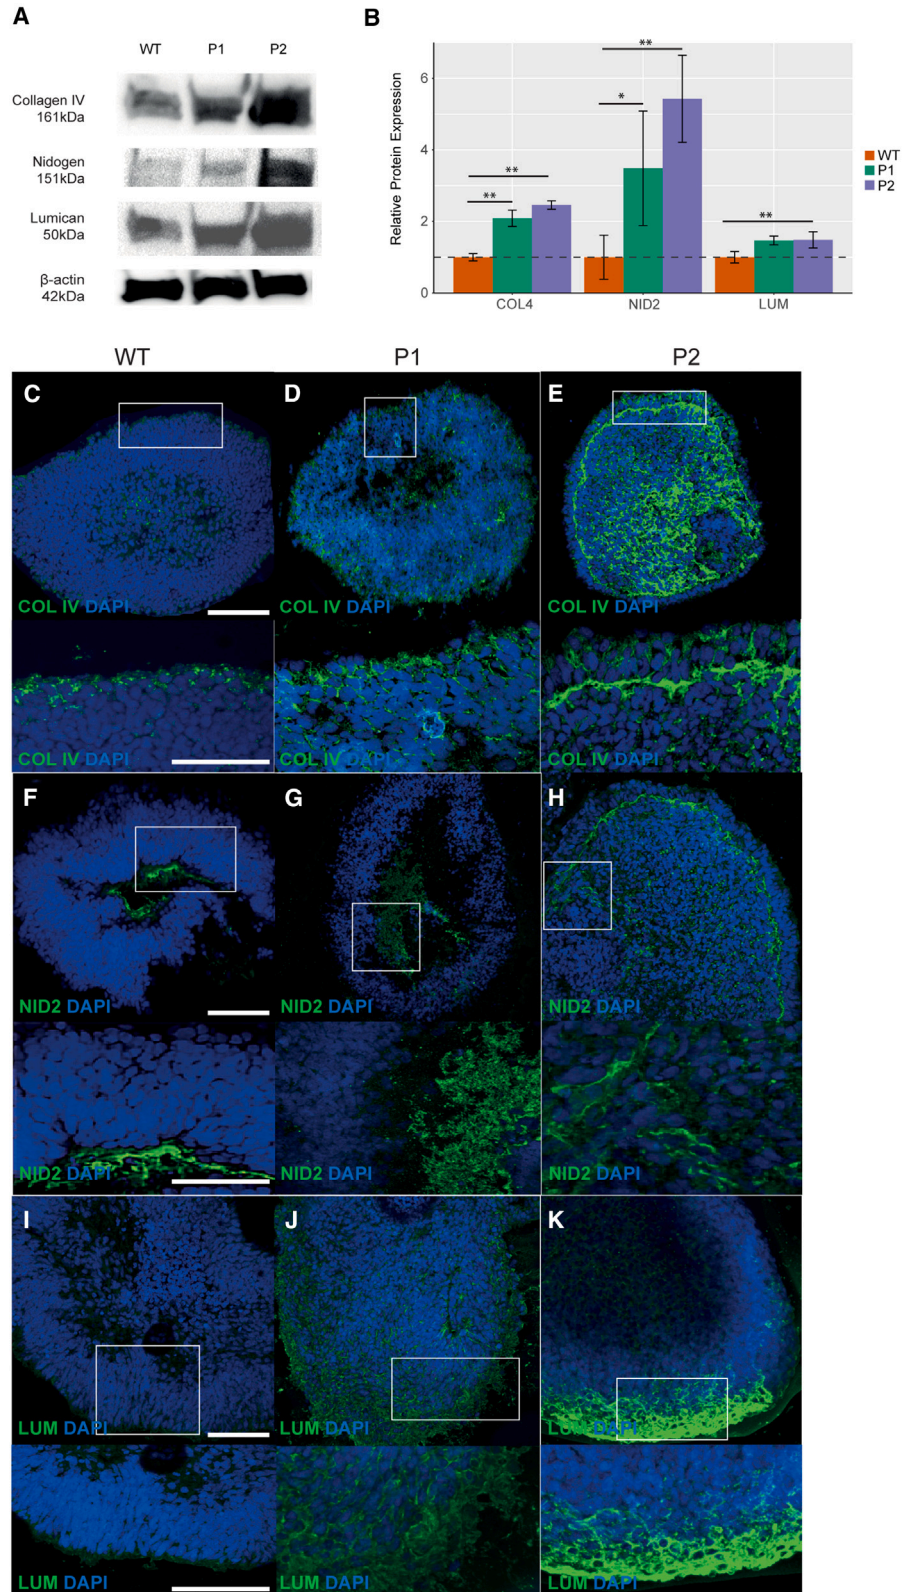 A
WT P1 P2
Collagen IV
161kDa
Nidogen
151kDa
Lumican
50kDa
β-actin
42kDa
B
Relative Protein Expression
6
4
2
0
**
*
**
**
**
**
COL4 NID2 LUM
WT
P1
P2
WT P1 P2
C D E
COL IV DAPI COL IV DAPI COL IV DAPI
COL IV DAPI COL IV DAPI COL IV DAPI
F G H
NID2 DAPI NID2 DAPI NID2 DAPI
NID2 DAPI NID2 DAPI NID2 DAPI
I J K
LUM DAPI LUM DAPI LUM DAPI
LUM DAPI LUM DAPI LUM DAPI